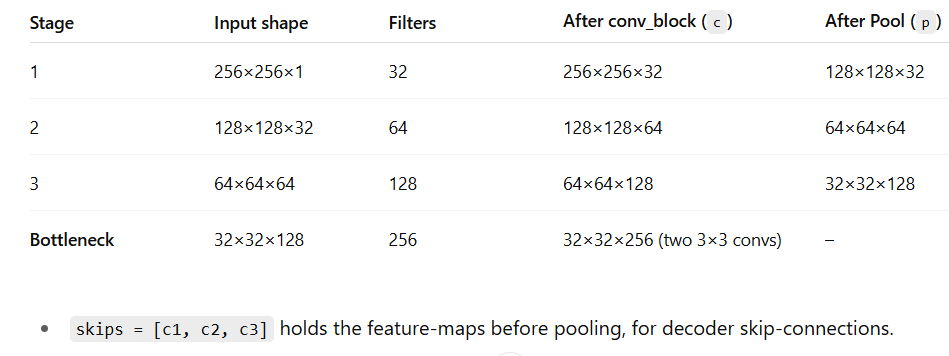 Stage Input shape Filters After conv_block ( c ) After Pool ( p )
1 256×256×1 32 256×256×32 128×128×32
2 128×128×32 64 128×128×64 64×64×64
3 64×64×64 128 64×64×128 32×32×128
Bottleneck 32×32×128 256 32×32×256 (two 3×3 convs) –
• skips = [c1, c2, c3] holds the feature-maps before pooling, for decoder skip-connections.